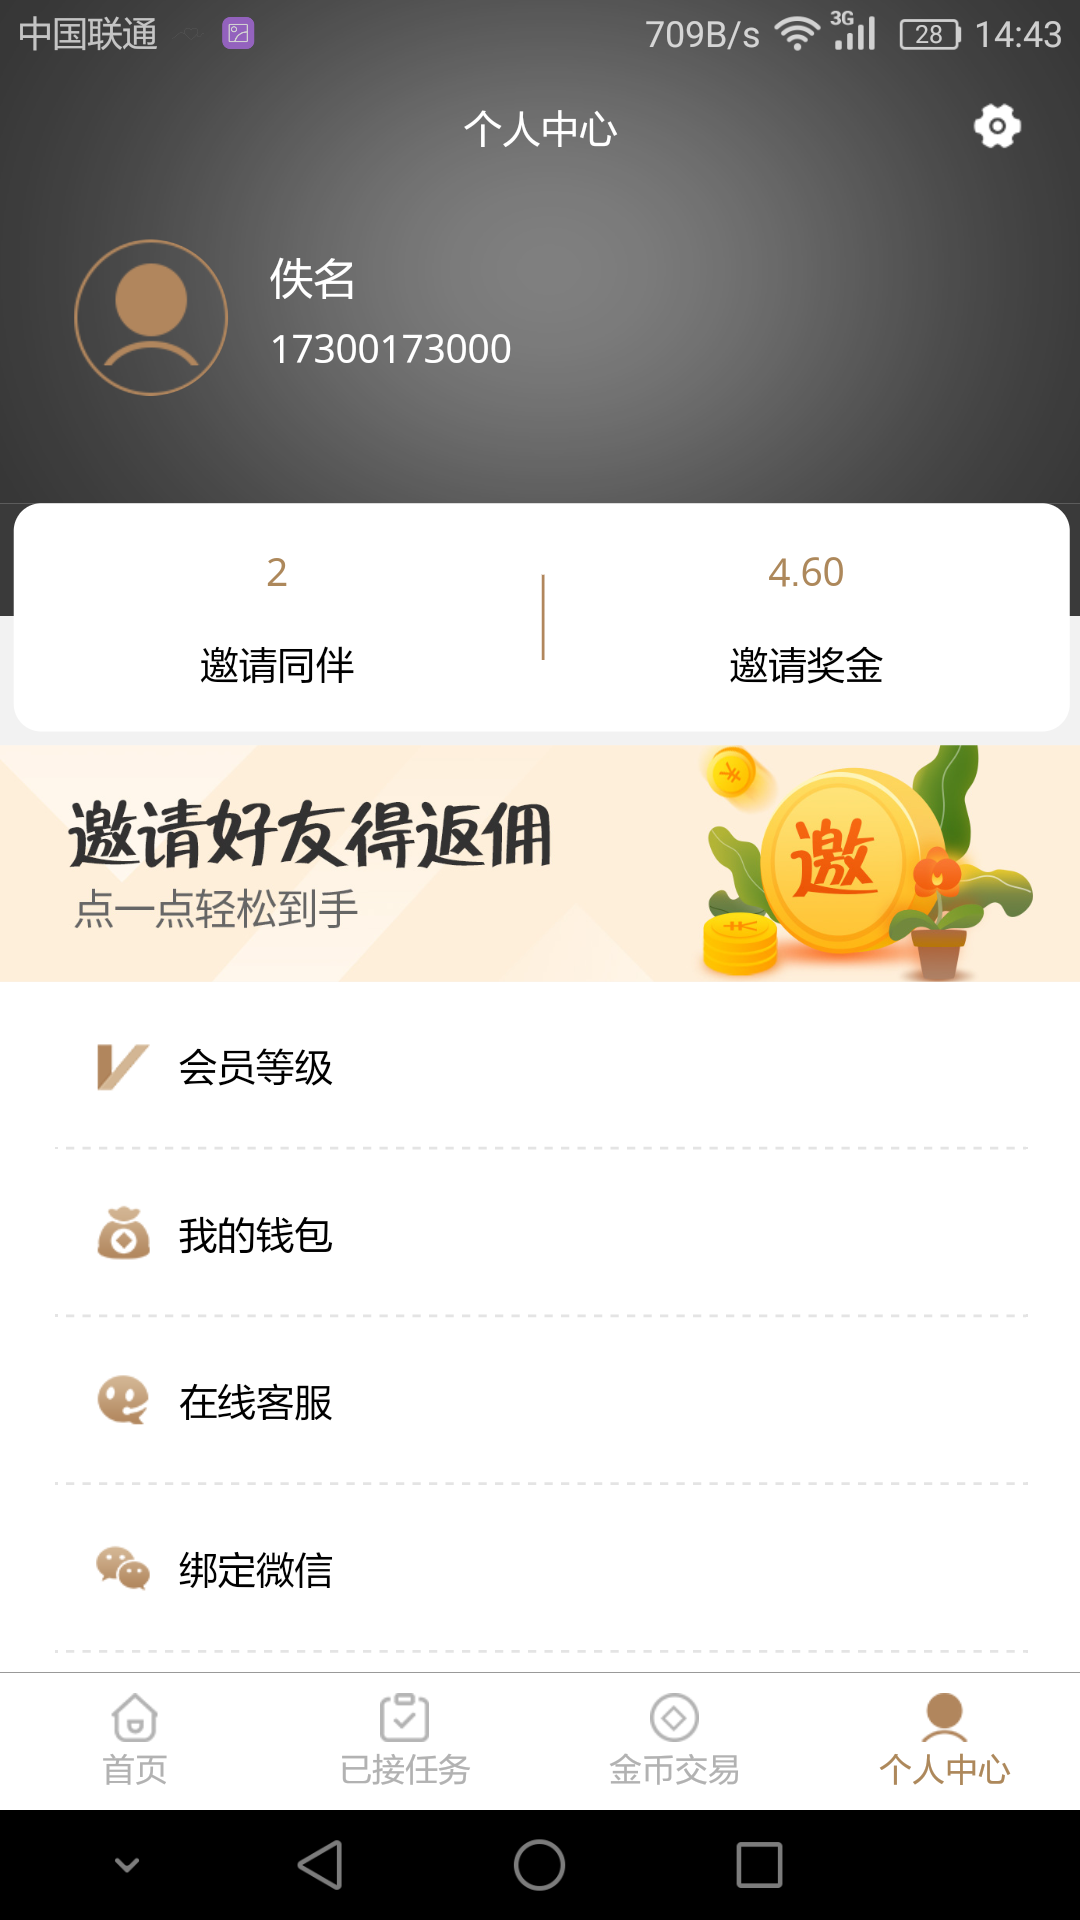 中国联通 709B/s 3G 28 14:43
个人中心
佚名
17300173000
2 4.60
邀请同伴 邀请奖金
邀请好友得返佣
点一点轻松到手
邀
会员等级
我的钱包
在线客服
绑定微信
首页 已接任务 金币交易 个人中心